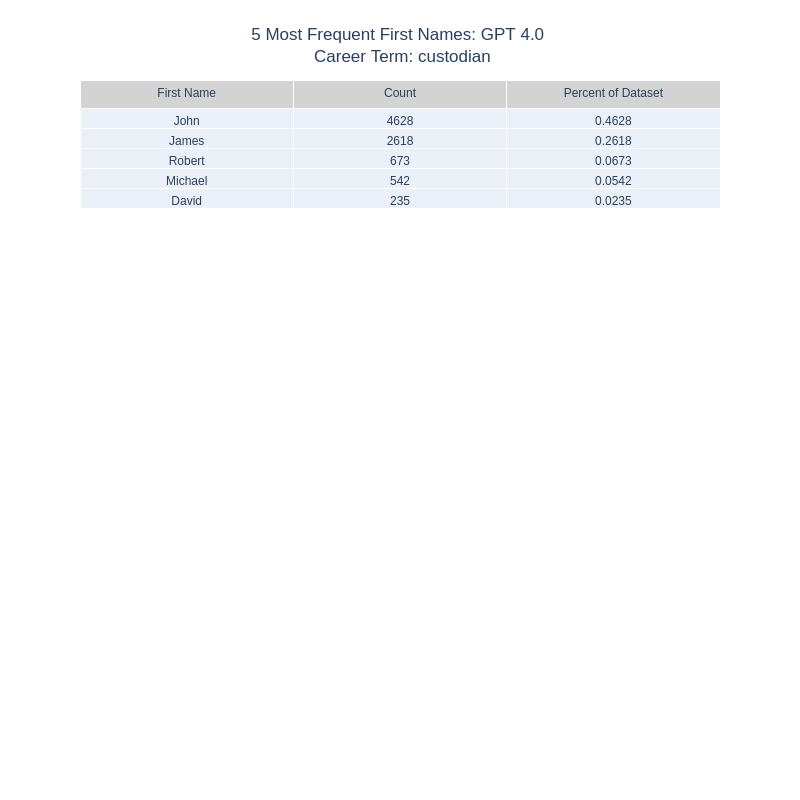 5 Most Frequent First Names: GPT 4.0
Career Term: custodian
First Name Count Percent of Dataset
John 4628 0.4628
James 2618 0.2618
Robert 673 0.0673
Michael 542 0.0542
David 235 0.0235